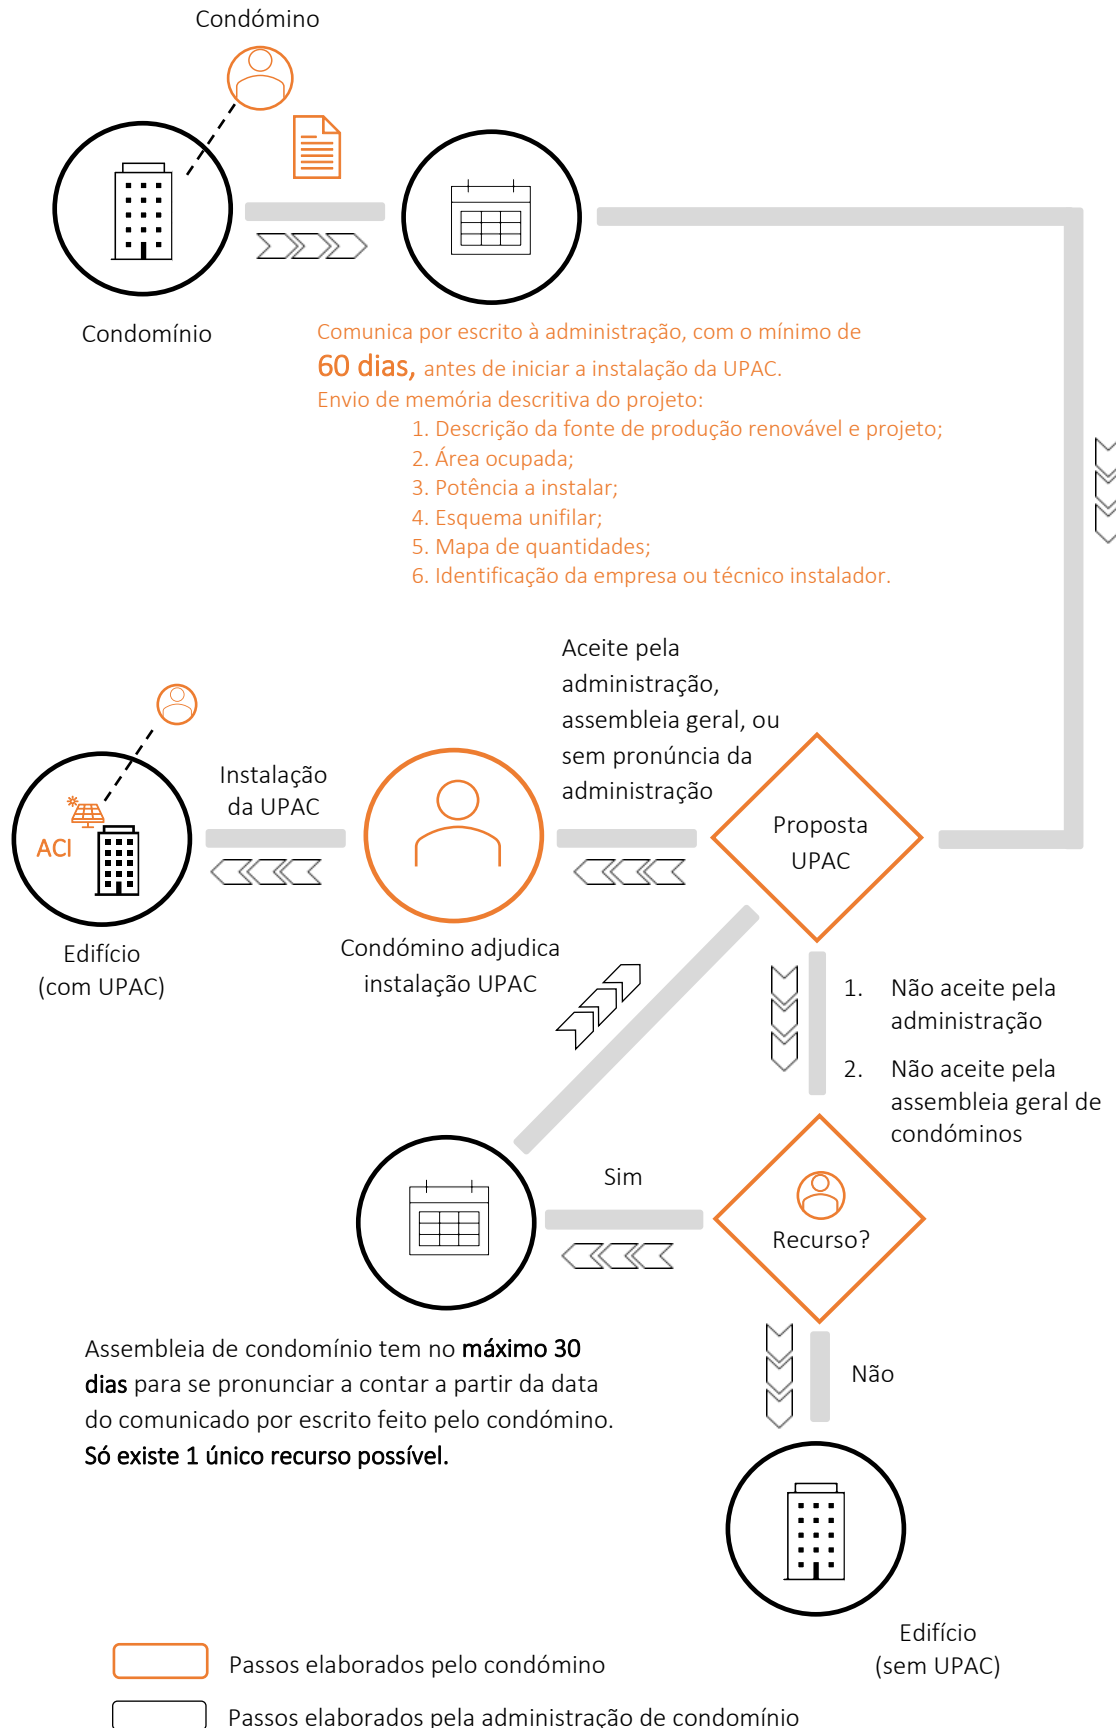 Condómino
Condomínio
Comunica por escrito à administração, com o mínimo de
60 dias, antes de iniciar a instalação da UPAC.
Envio de memória descritiva do projeto:
1. Descrição da fonte de produção renovável e projeto;
2. Área ocupada;
3. Potência a instalar;
4. Esquema unifilar;
5. Mapa de quantidades;
6. Identificação da empresa ou técnico instalador.
Aceite pela
administração,
assembleia geral, ou
sem pronúncia da
administração
Proposta
UPAC
Instalação
da UPAC
ACI
Edifício
(com UPAC)
Condómino adjudica
instalação UPAC
1. Não aceite pela
administração
2. Não aceite pela
assembleia geral de
condóminos
Sim
Recurso?
Assembleia de condomínio tem no máximo 30
dias para se pronunciar a contar a partir da data
do comunicado por escrito feito pelo condómino.
Só existe 1 único recurso possível.
Não
Edifício
(sem UPAC)
Passos elaborados pelo condómino
Passos elaborados pela administração de condomínio